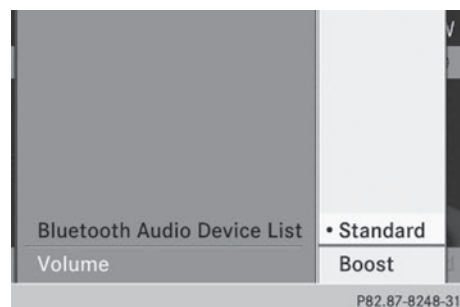 Bluetooth Audio Device List • Standard
Volume Boost
P82.87-8248-31